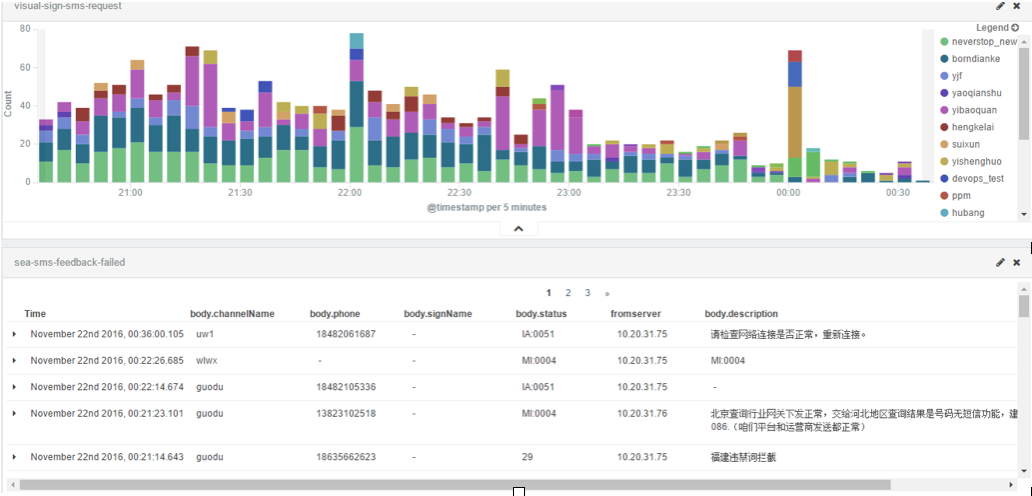 visual-sign-sms-request
Legend
80
60
40
20
0
Count
21:00 21:30 22:00 22:30 23:00 23:30 00:00 00:30
@timestamp per 5 minutes
neverstop_new
borndianke
yjf
yaoqianshu
yibaoquan
hengkelai
suixun
yishenghuo
devops_test
ppm
hubang
sea-sms-feedback-failed
1 2 3 »
Time body.channelName body.phone body.signName body.status fromserver body.description
November 22nd 2016, 00:36:00.105 uw1 18482061687 - IA:0051 10.20.31.75 请检查网络连接是否正常，重新连接。
November 22nd 2016, 00:22:26.685 wlwx - - MI:0004 10.20.31.75 MI:0004
November 22nd 2016, 00:22:14.674 guodu 18482105336 - IA:0051 10.20.31.75 -
November 22nd 2016, 00:21:23.101 guodu 13823102518 - MI:0004 10.20.31.76 北京查询行业网关下发正常，交给河北地区查询结果是号码无短信功能，建
086.（咱们平台和运营商发送都正常）
November 22nd 2016, 00:21:14.643 guodu 18635662623 - 29 10.20.31.75 福建违禁词拦截